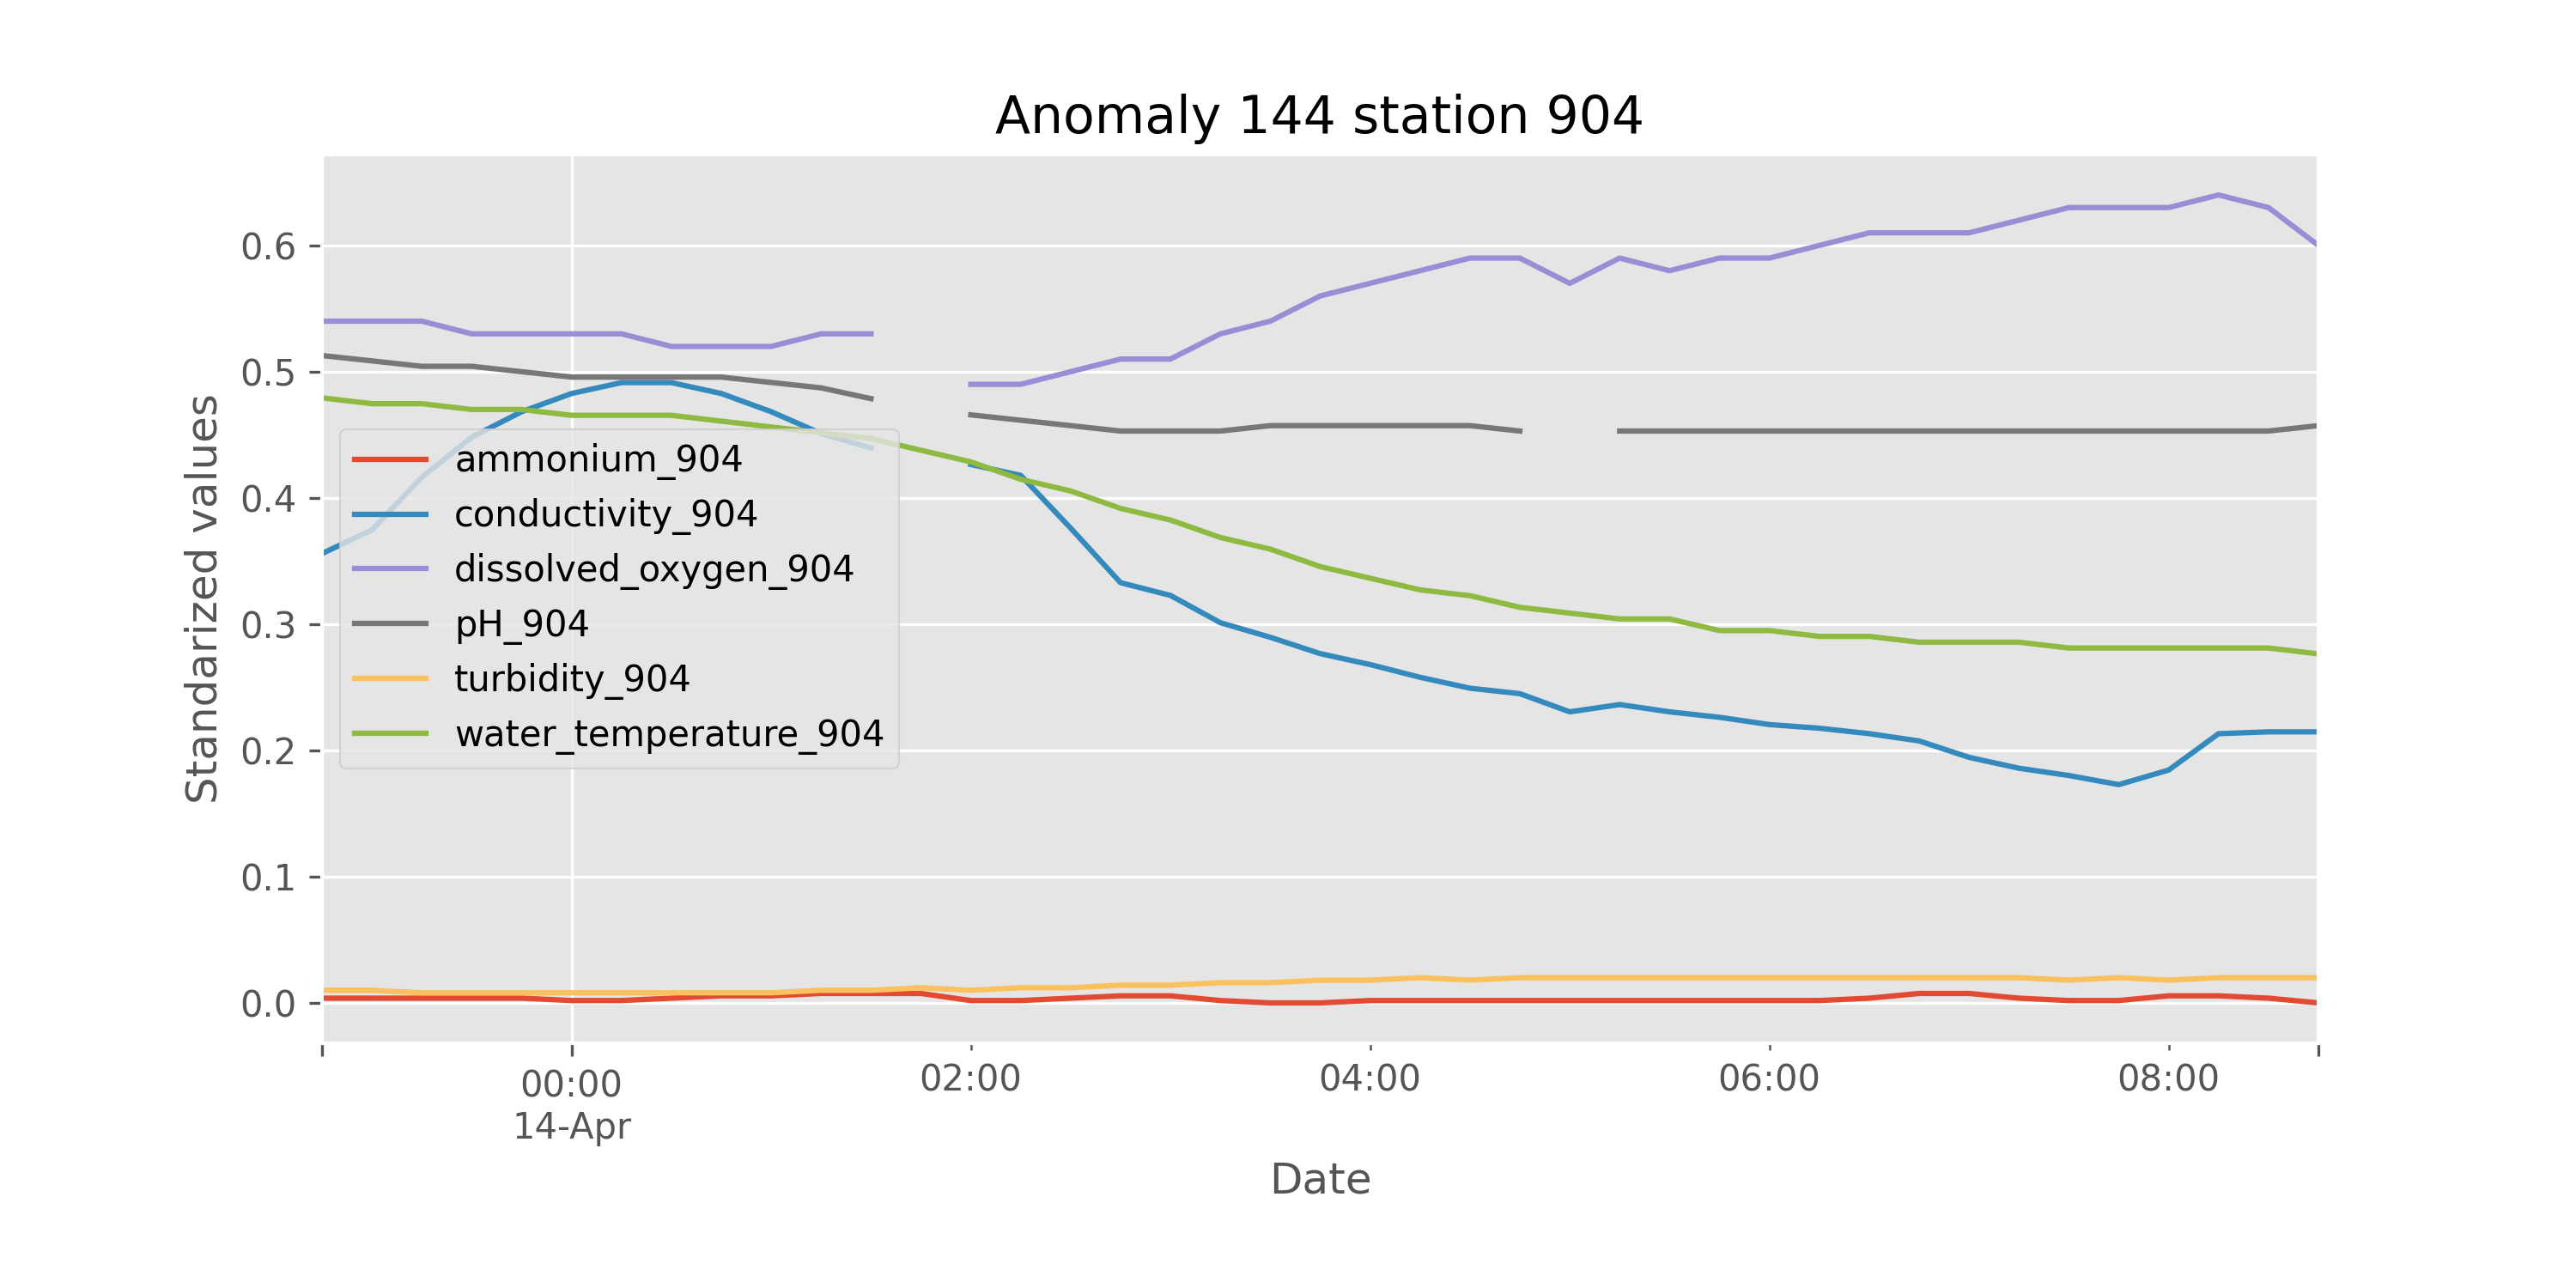 Anomaly 144 station 904
Standarized values
0.6
0.5
0.4
0.3
0.2
0.1
0.0
ammonium_904
conductivity_904
dissolved_oxygen_904
pH_904
turbidity_904
water_temperature_904
00:00
14-Apr
02:00
04:00
06:00
08:00
Date